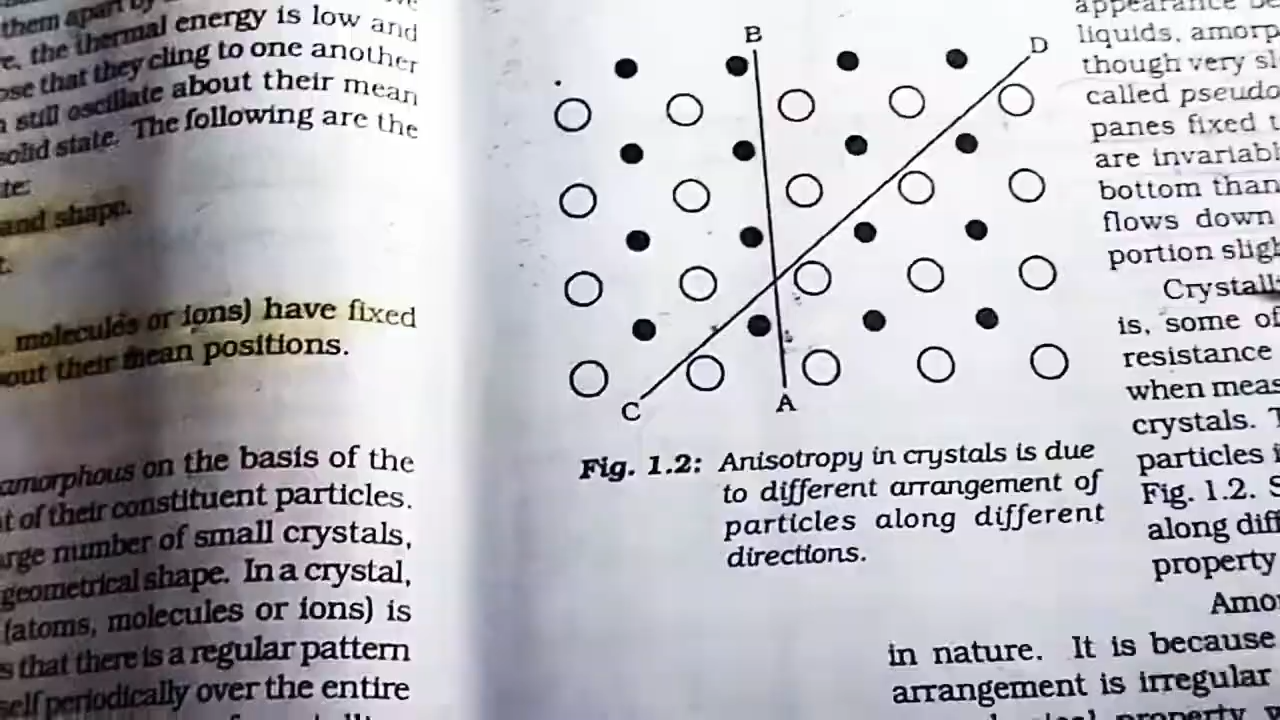 them apart by
e, the thermal energy is low and
ose that they cling to one another
still oscillate about their mean
solid state. The following are the
te:
and shape.
t.
molecules or ions) have fixed
out their mean positions.
amorphous on the basis of the
t of their constituent particles.
arge number of small crystals,
geometrical shape. In a crystal,
(atoms, molecules or ions) is
s that there is a regular pattern
self periodically over the entire
B
D
C
A
Fig. 1.2: Anisotropy in crystals is due
to different arrangement of
particles along different
directions.
appearance
liquids, amorp
though very sl
called pseudo
panes fixed t
are invariabl
bottom than
flows down
portion sligh
Crystall
is, some of
resistance
when meas
crystals. T
particles i
Fig. 1.2. S
along diff
property
Amor
in nature. It is because
arrangement is irregular
property